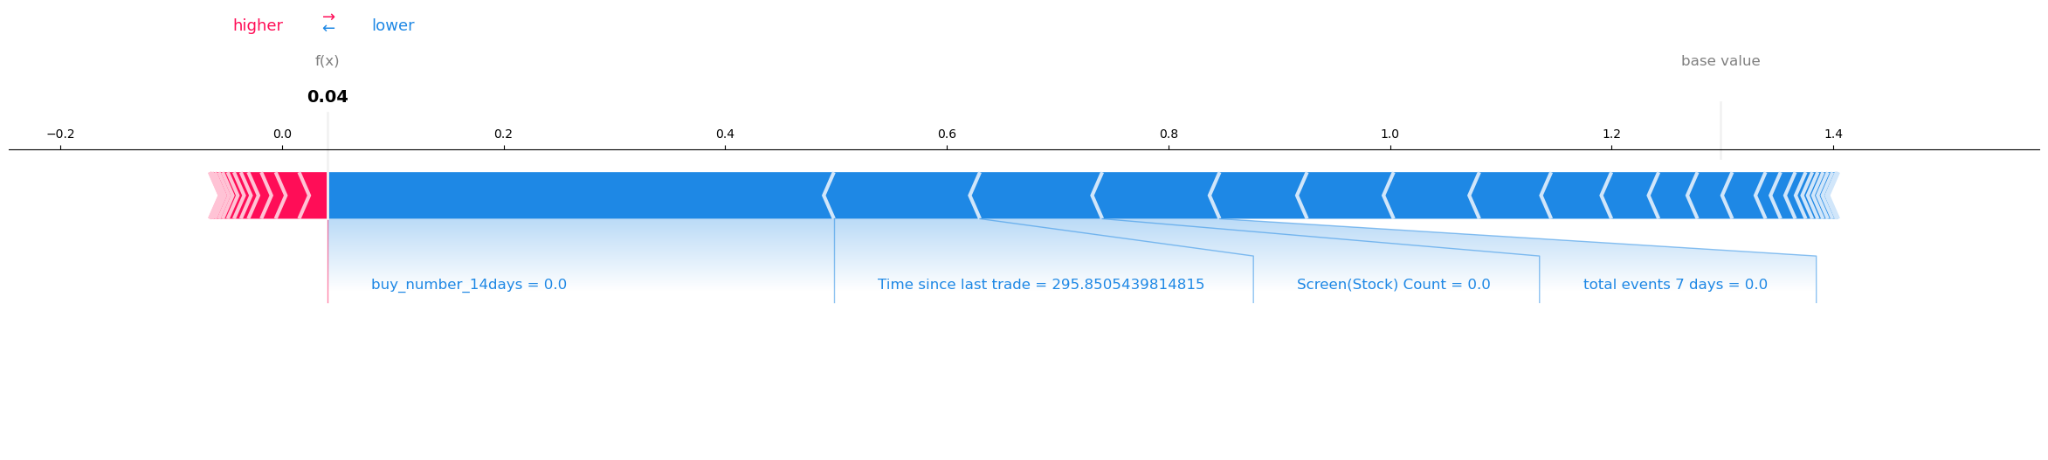 higher → ← lower
f(x) base value
0.04
−0.2 0.0 0.2 0.4 0.6 0.8 1.0 1.2 1.4
buy_number_14days = 0.0 Time since last trade = 295.8505439814815 Screen(Stock) Count = 0.0 total events 7 days = 0.0